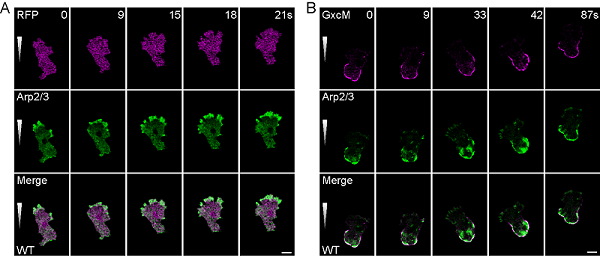 A
RFP 0 9 15 18 21s
Arp2/3
Merge
WT
B
GxcM 0 9 33 42 87s
Arp2/3
Merge
WT